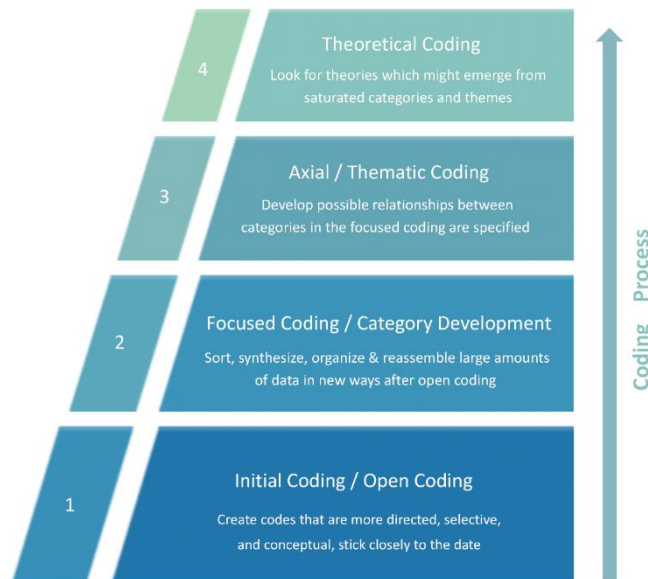 4
Theoretical Coding
Look for theories which might emerge from
saturated categories and themes
3
Axial / Thematic Coding
Develop possible relationships between
categories in the focused coding are specified
2
Focused Coding / Category Development
Sort, synthesize, organize & reassemble large amounts
of data in new ways after open coding
1
Initial Coding / Open Coding
Create codes that are more directed, selective,
and conceptual, stick closely to the date
Coding Process